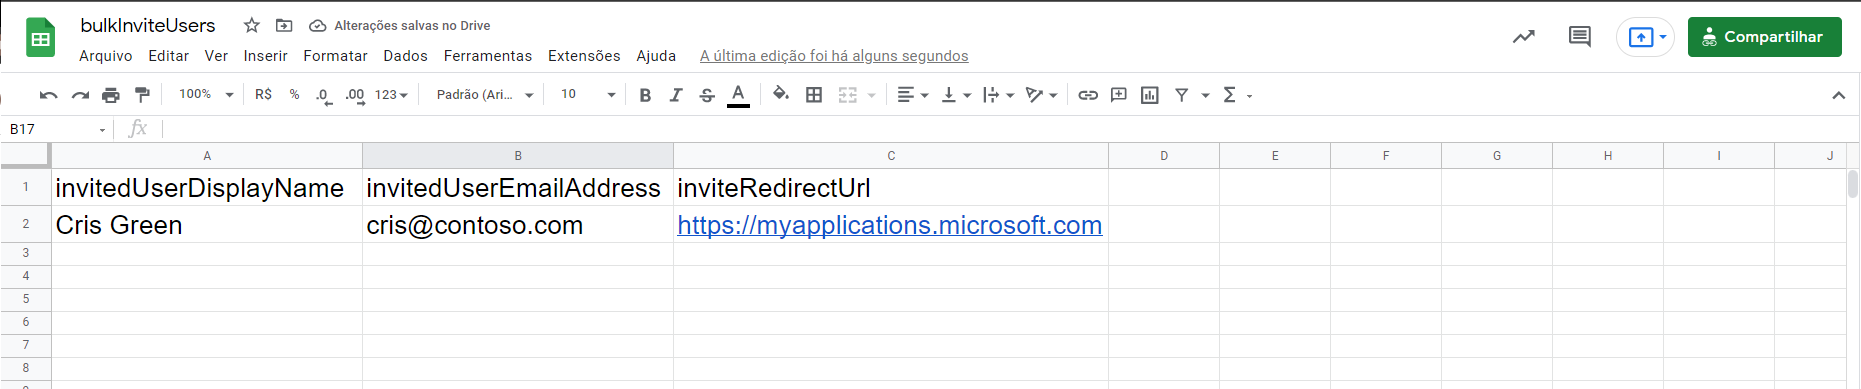 bulkInviteUsers Alterações salvas no Drive
Arquivo Editar Ver Inserir Formatar Dados Ferramentas Extensões Ajuda A última edição foi há alguns segundos
Compartilhar
100% R$ % .0 .00 123 Padrão (Ari... 10 B I S A Σ
B17 fx
A B C D E F G H I J
1 invitedUserDisplayName invitedUserEmailAddress inviteRedirectUrl
2 Cris Green cris@contoso.com https://myapplications.microsoft.com
3
4
5
6
7
8